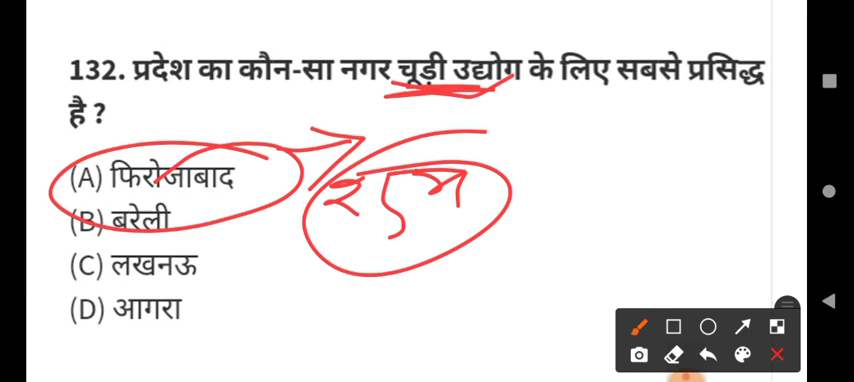 132. प्रदेश का कौन-सा नगर चूड़ी उद्योग के लिए सबसे प्रसिद्ध
है ?
(A) फिरोजाबाद
(B) बरेली
(C) लखनऊ
(D) आगरा